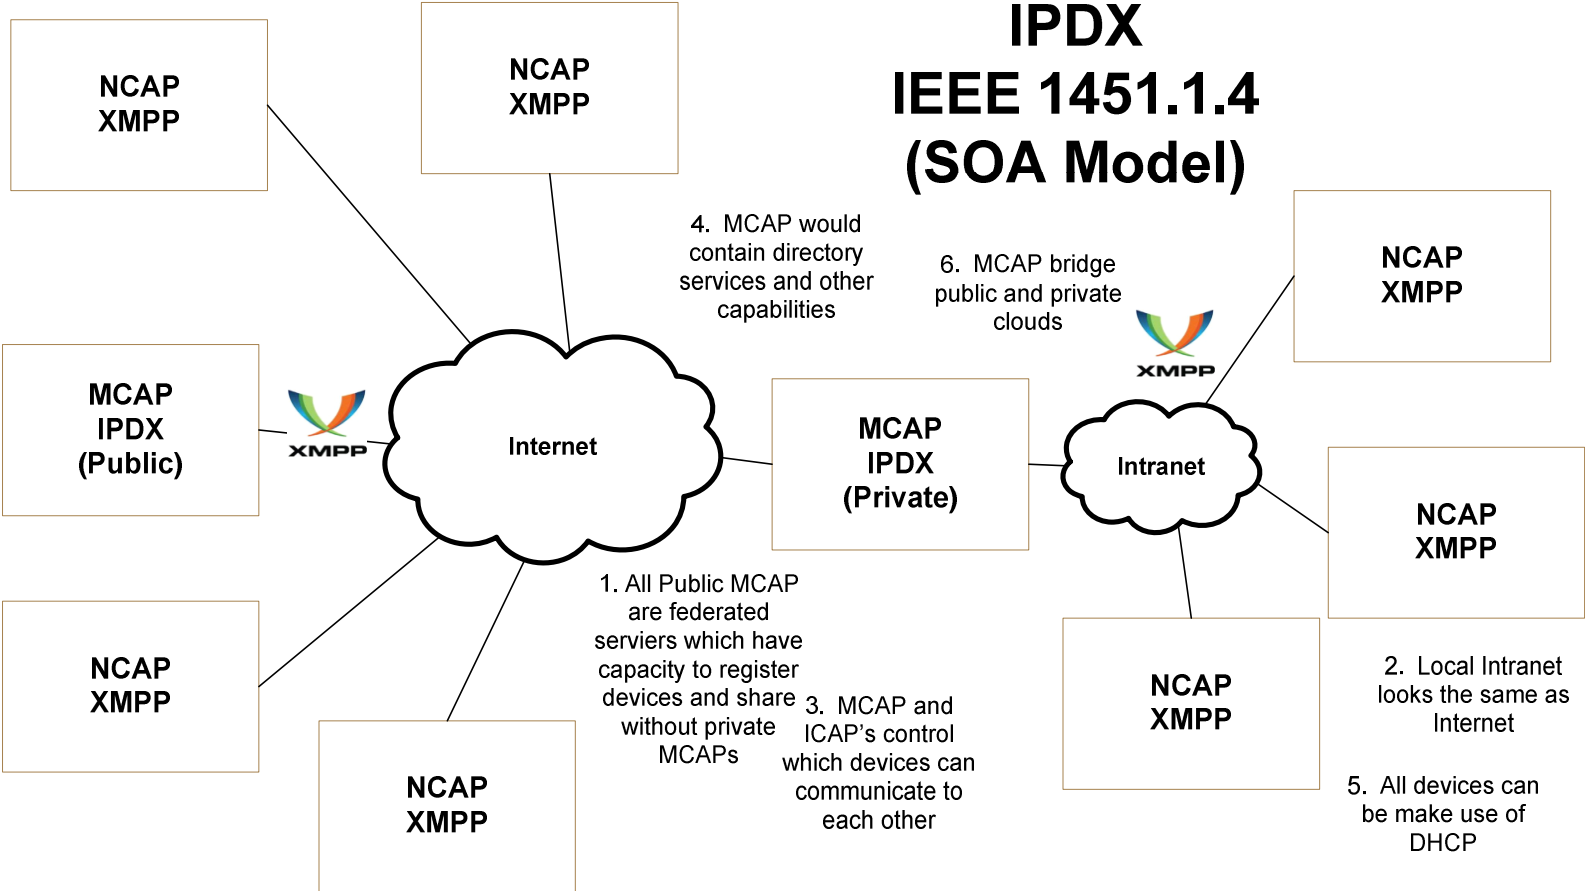 IPDX
IEEE 1451.1.4
(SOA Model)
NCAP
XMPP
NCAP
XMPP
4. MCAP would
contain directory
services and other
capabilities
6. MCAP bridge
public and private
clouds
XMPP
NCAP
XMPP
MCAP
IPDX
(Public)
XMPP
Internet
MCAP
IPDX
(Private)
Intranet
NCAP
XMPP
1. All Public MCAP
are federated
serviers which have
capacity to register
devices and share
without private
MCAPs
NCAP
XMPP
NCAP
XMPP
3. MCAP and
ICAP's control
which devices can
communicate to
each other
NCAP
XMPP
2. Local Intranet
looks the same as
Internet
5. All devices can
be make use of
DHCP